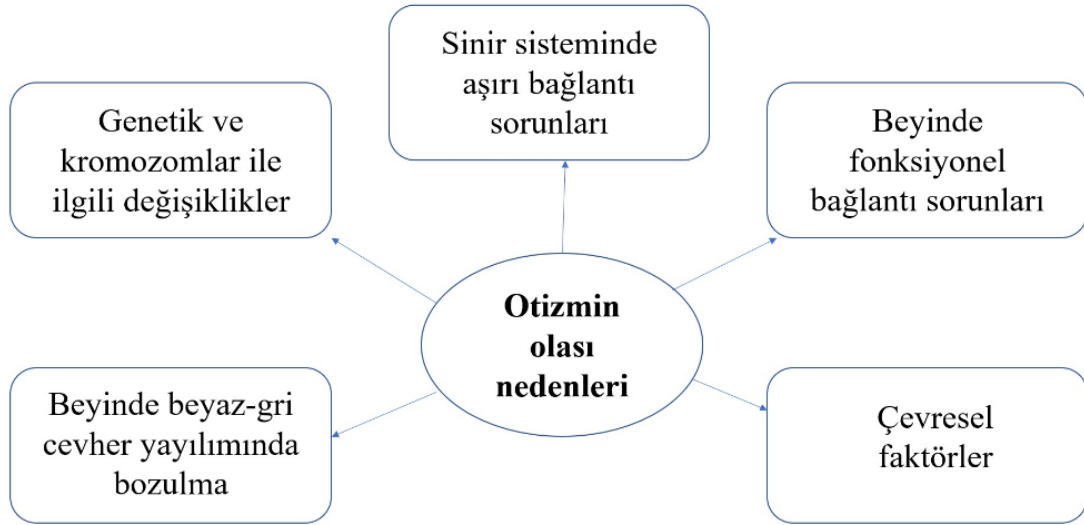 Sinir sisteminde
aşırı bağlantı
sorunları
Genetik ve
kromozomlar ile
ilgili değişiklikler
Beyinde
fonksiyonel
bağlantı sorunları
Otizmin
olası
nedenleri
Beyinde beyaz-gri
cevher yayılımında
bozulma
Çevresel
faktörler